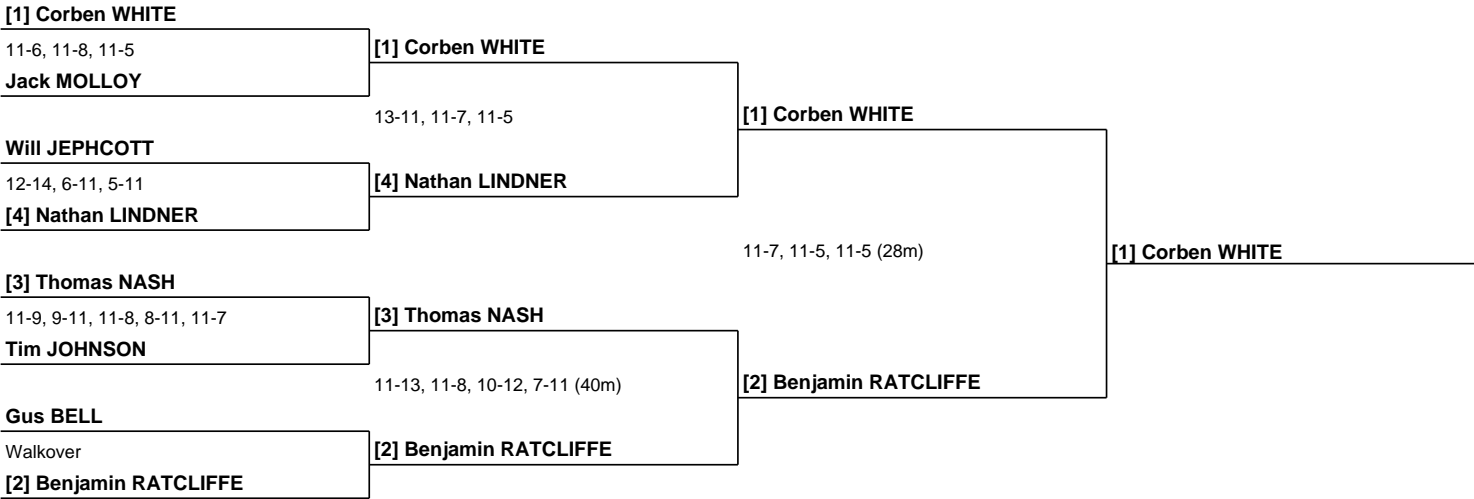 [1] Corben WHITE
11-6, 11-8, 11-5
Jack MOLLOY
Will JEPHCOTT
12-14, 6-11, 5-11
[4] Nathan LINDNER
[3] Thomas NASH
11-9, 9-11, 11-8, 8-11, 11-7
Tim JOHNSON
Gus BELL
Walkover
[2] Benjamin RATCLIFFE
[1] Corben WHITE
13-11, 11-7, 11-5
[4] Nathan LINDNER
[3] Thomas NASH
11-13, 11-8, 10-12, 7-11 (40m)
[2] Benjamin RATCLIFFE
[1] Corben WHITE
11-7, 11-5, 11-5 (28m)
[2] Benjamin RATCLIFFE
[1] Corben WHITE